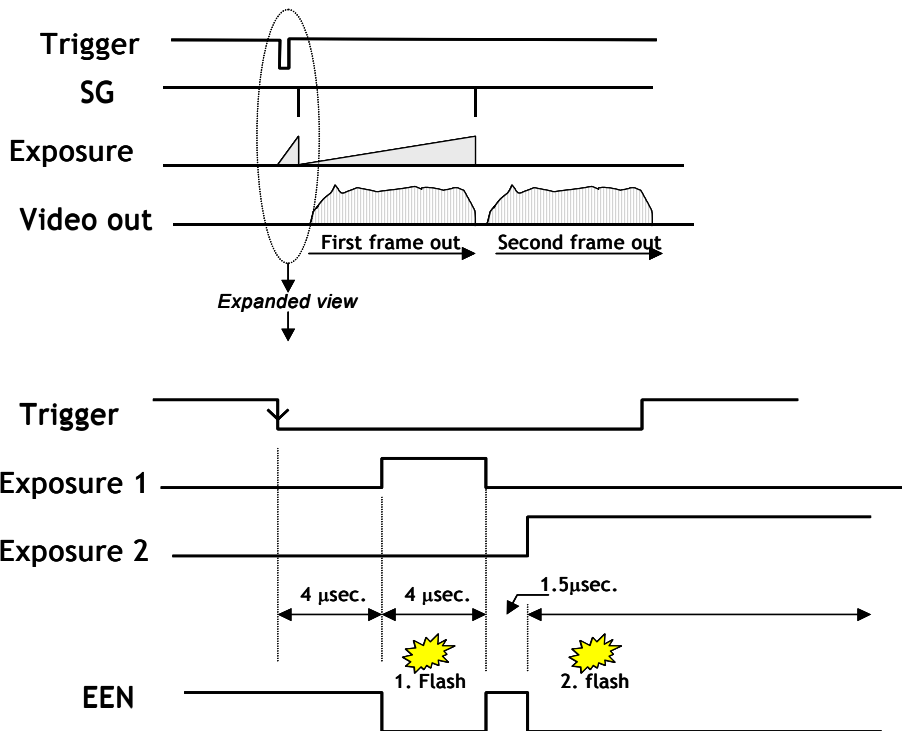 Trigger
SG
Exposure
Video out
First frame out
Second frame out
Expanded view
Trigger
Exposure 1
Exposure 2
4 μsec.
4 μsec.
1.5μsec.
1. Flash
2. flash
EEN